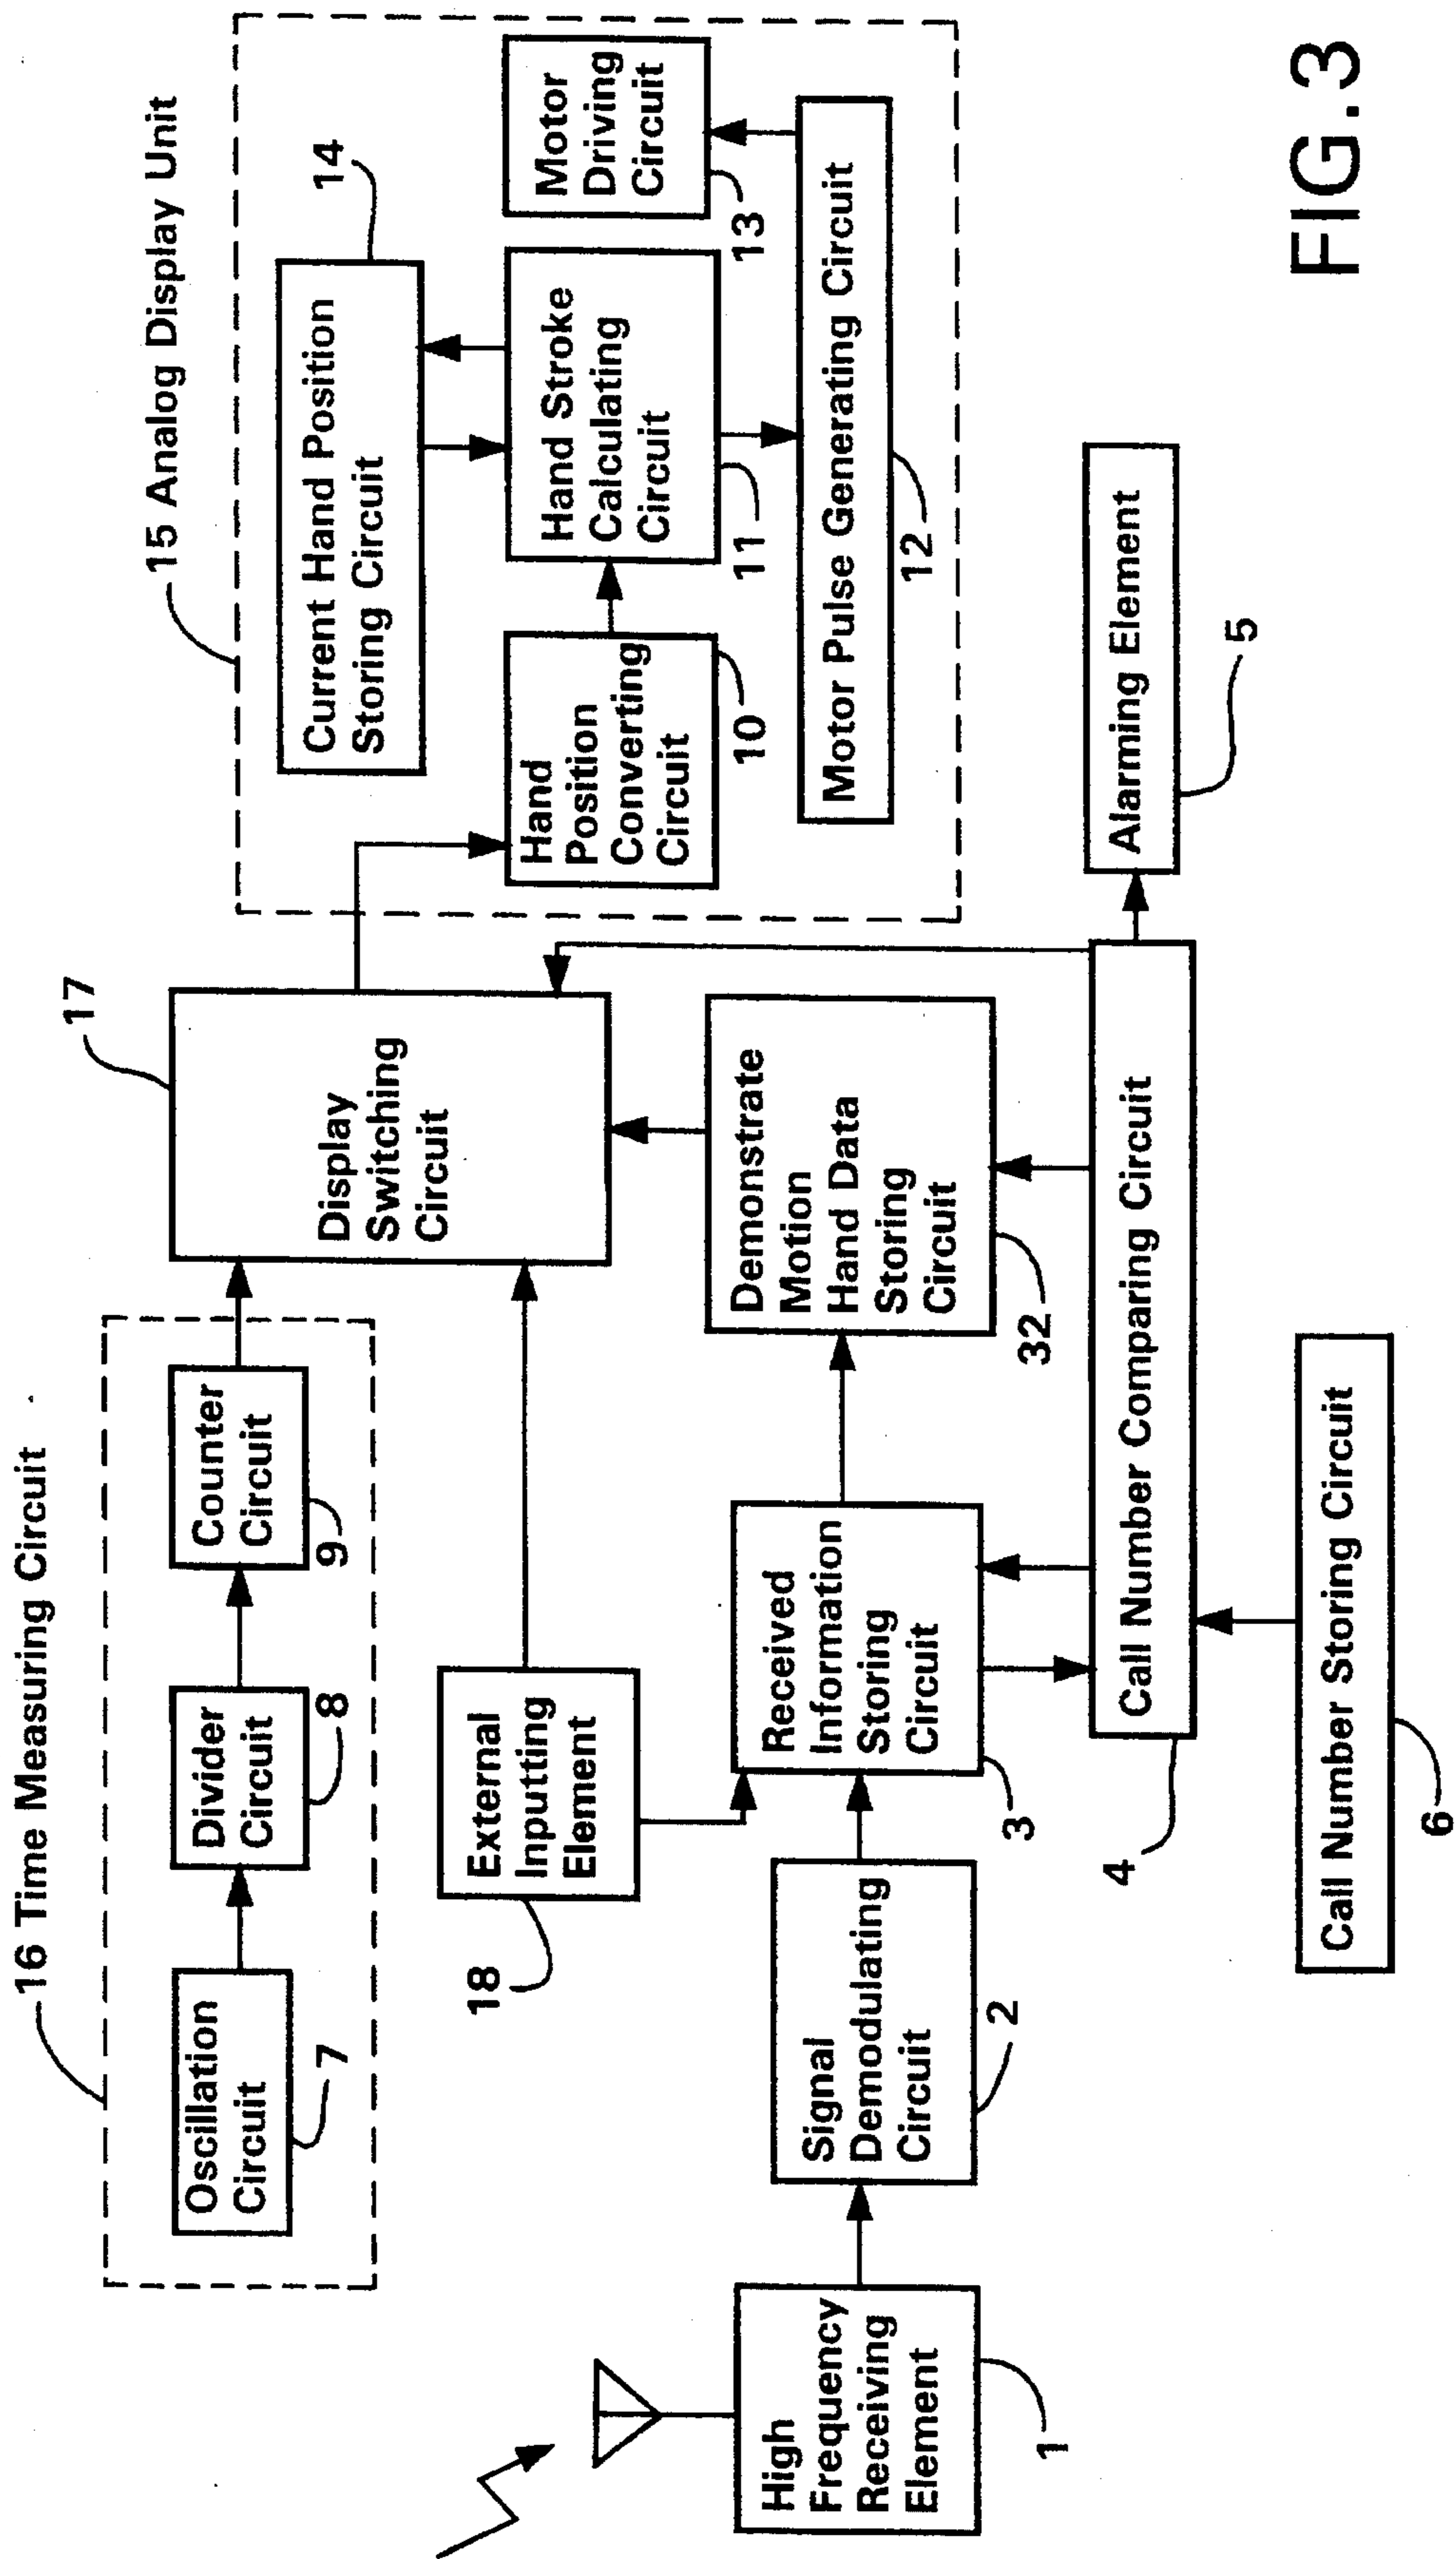 16 Time Measuring Circuit
Oscillation
Circuit
7
Divider
Circuit
8
Counter
Circuit
9
17
Display
Switching
Circuit
15 Analog Display Unit
Current Hand Position
Storing Circuit
14
Hand
Position
Converting
Circuit
10
Hand Stroke
Calculating
Circuit
11
Motor
Driving
Circuit
13
Motor Pulse Generating Circuit
12
External
Inputting
Element
18
High
Frequency
Receiving
Element
1
Signal
Demodulating
Circuit
2
Received
Information
Storing
Circuit
3
Demonstrate
Motion
Hand Data
Storing
Circuit
32
Call Number Comparing Circuit
4
Alarming Element
5
Call Number Storing Circuit
6
FIG.3